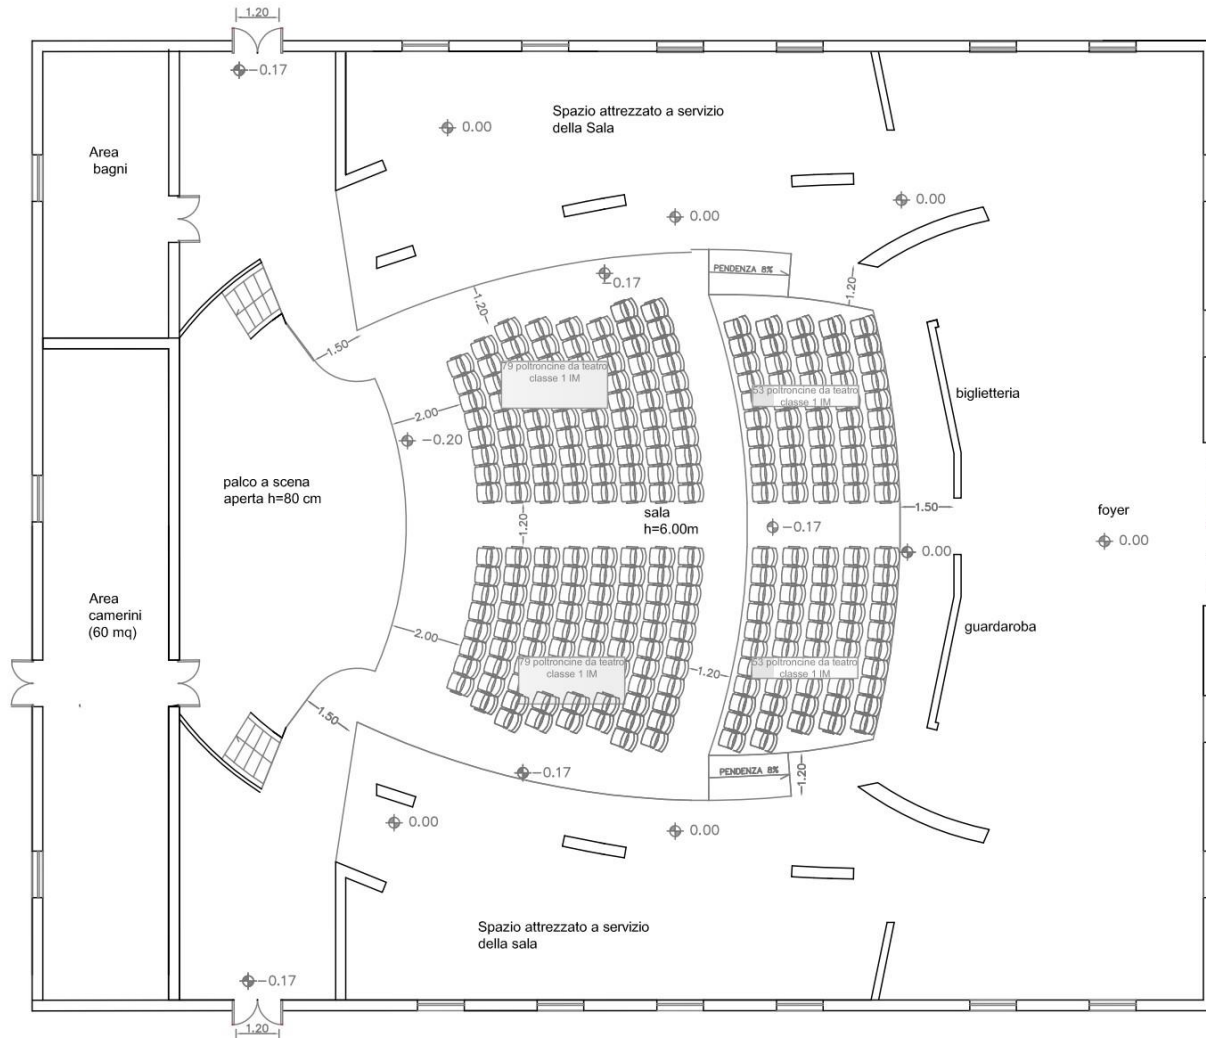 1.20
−0.17
Spazio attrezzato a servizio
della Sala
0.00
Area
bagni
0.00
0.00
PENDENZA 8%
−0.17
1.20
1.20
1.50
79 poltroncine da teatro
classe 1 IM
53 poltroncine da teatro
classe 1 IM
biglietteria
2.00
−0.20
palco a scena
aperta h=80 cm
sala
h=6.00m
1.20
−0.17
1.50
foyer
0.00
0.00
Area
camerini
(60 mq)
guardaroba
2.00
79 poltroncine da teatro
classe 1 IM
53 poltroncine da teatro
classe 1 IM
1.20
1.50
−0.17
PENDENZA 8%
1.20
0.00
0.00
Spazio attrezzato a servizio
della sala
−0.17
1.20